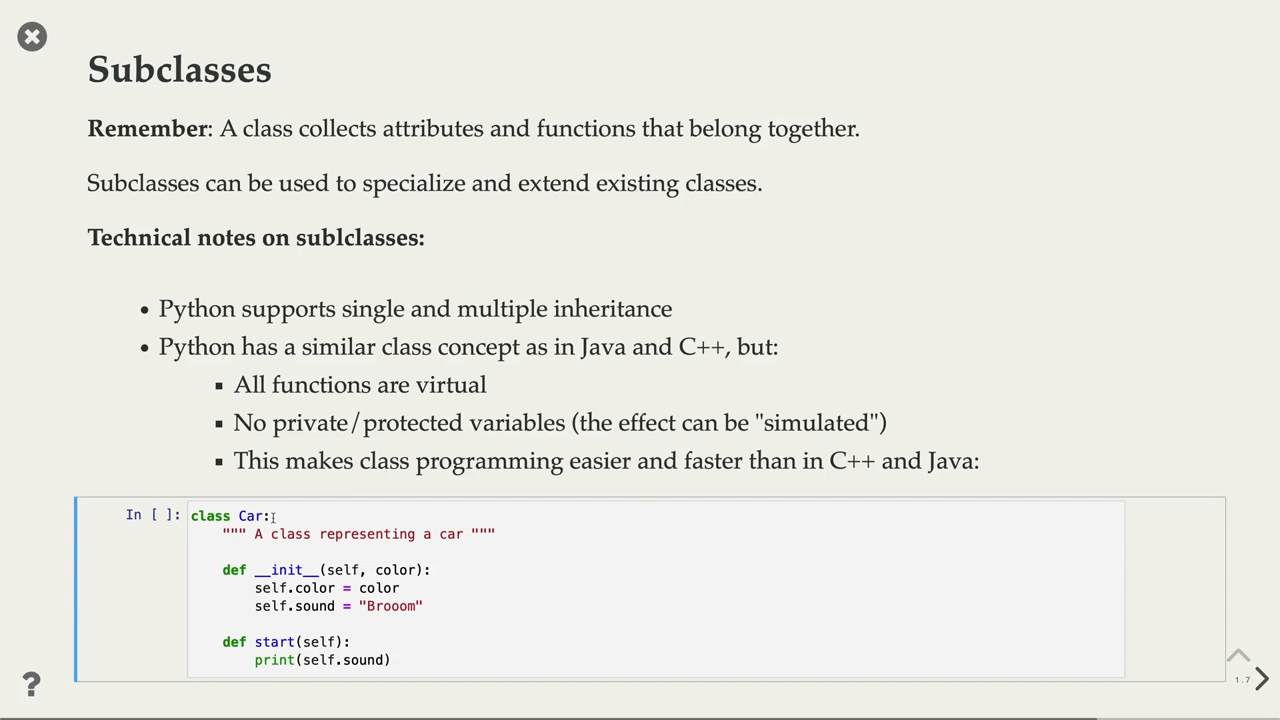 Subclasses
Remember: A class collects attributes and functions that belong together.
Subclasses can be used to specialize and extend existing classes.
Technical notes on sublclasses:
• Python supports single and multiple inheritance
• Python has a similar class concept as in Java and C++, but:
▪ All functions are virtual
▪ No private/protected variables (the effect can be "simulated")
▪ This makes class programming easier and faster than in C++ and Java:
In [ ]: class Car:
""" A class representing a car """
def __init__(self, color):
self.color = color
self.sound = "Brooom"
def start(self):
print(self.sound)
?
1.7